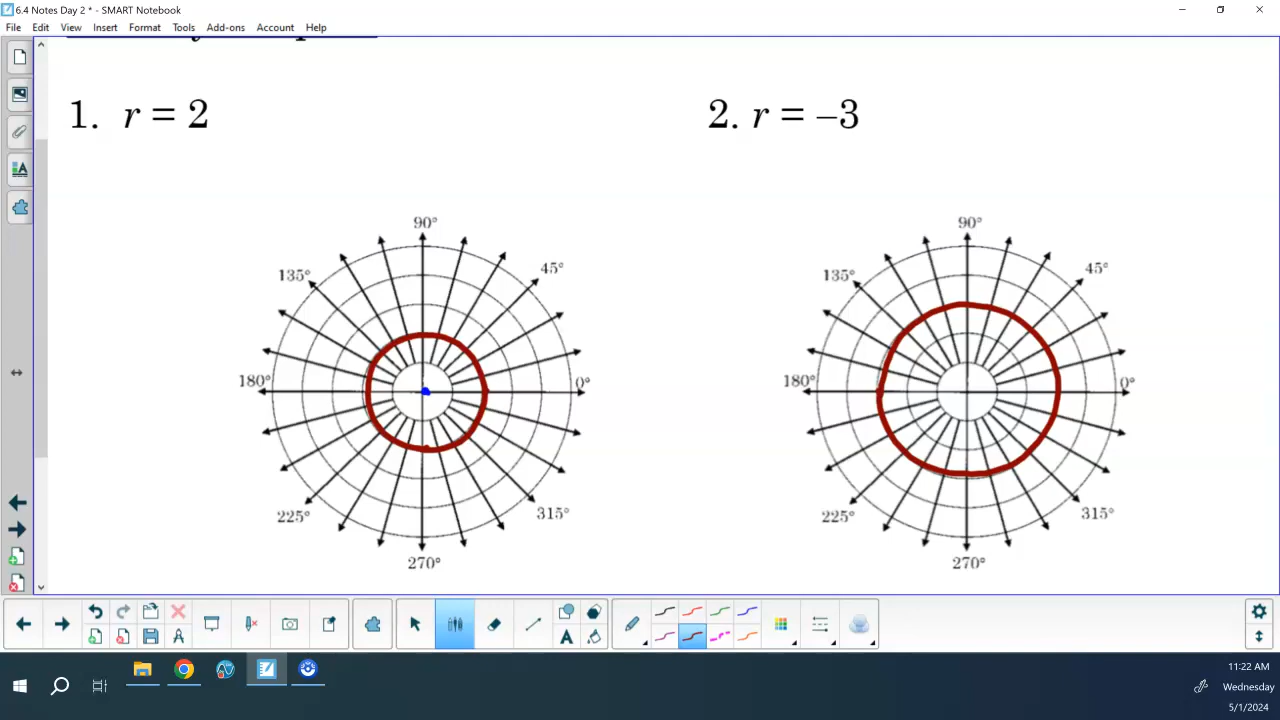 6.4 Notes Day 2 * - SMART Notebook
File Edit View Insert Format Tools Add-ons Account Help
1. r = 2
2. r = –3
90°
135°
45°
180°
0°
225°
315°
270°
90°
135°
45°
180°
0°
225°
315°
270°
11:22 AM
Wednesday
5/1/2024